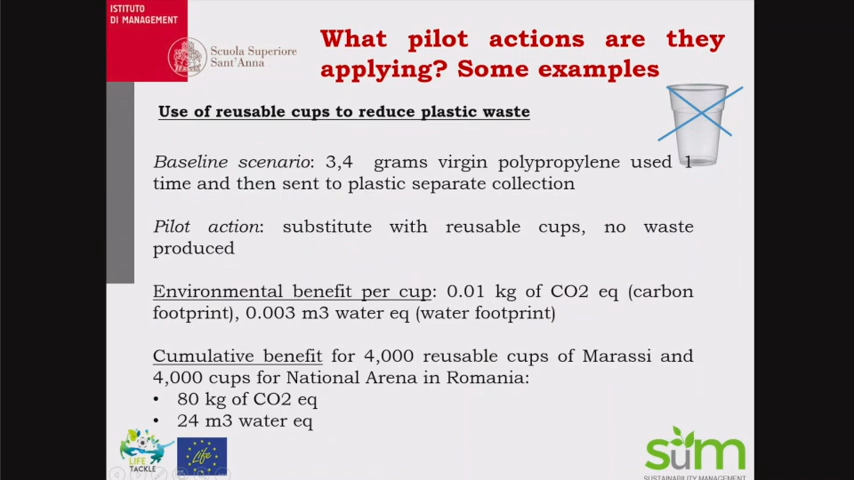 ISTITUTO
DI MANAGEMENT
Scuola Superiore
Sant'Anna
What pilot actions are they
applying? Some examples
Use of reusable cups to reduce plastic waste
Baseline scenario: 3,4 grams virgin polypropylene used 1
time and then sent to plastic separate collection
Pilot action: substitute with reusable cups, no waste
produced
Environmental benefit per cup: 0.01 kg of CO2 eq (carbon
footprint), 0.003 m3 water eq (water footprint)
Cumulative benefit for 4,000 reusable cups of Marassi and
4,000 cups for National Arena in Romania:
• 80 kg of CO2 eq
• 24 m3 water eq
LIFE
TACKLE
Life
SuM
SUSTAINABILITY MANAGEMENT